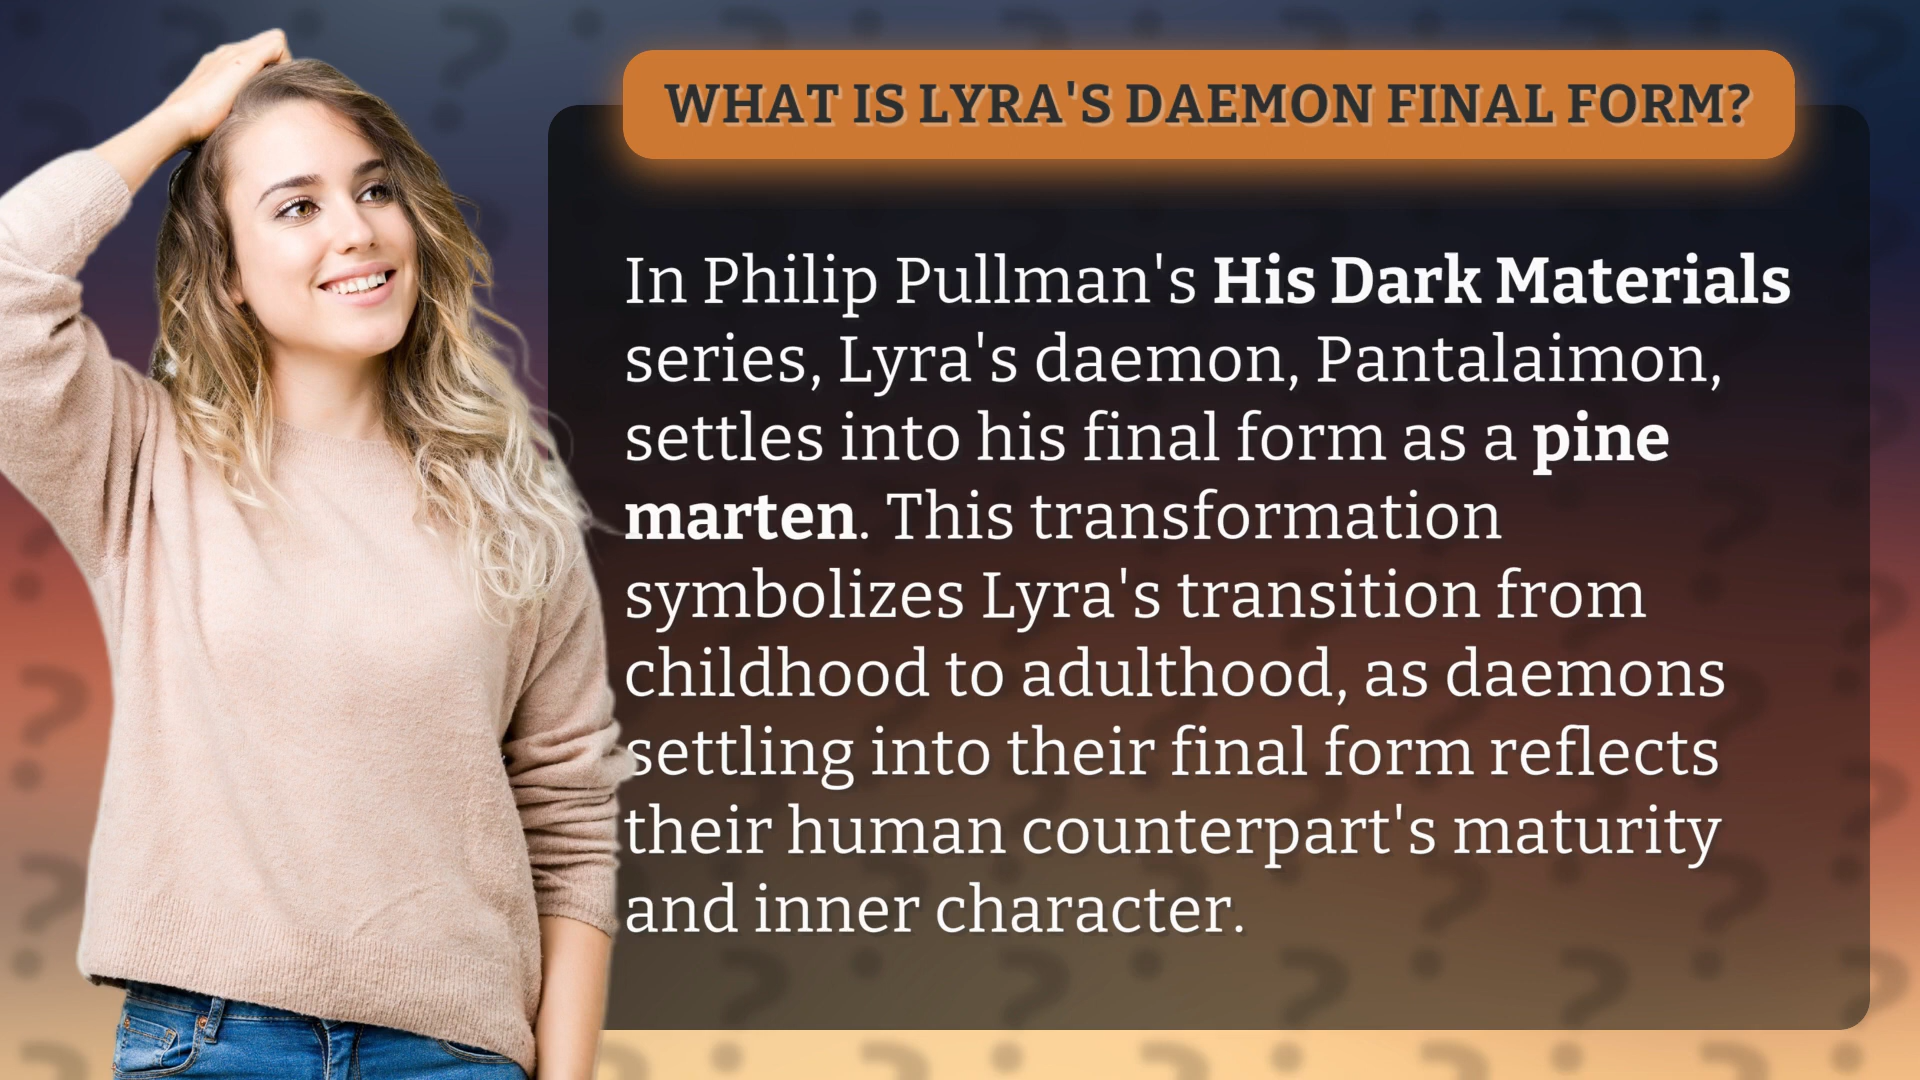 WHAT IS LYRA'S DAEMON FINAL FORM?
In Philip Pullman's His Dark Materials
series, Lyra's daemon, Pantalaimon,
settles into his final form as a pine
marten. This transformation
symbolizes Lyra's transition from
childhood to adulthood, as daemons
settling into their final form reflects
their human counterpart's maturity
and inner character.